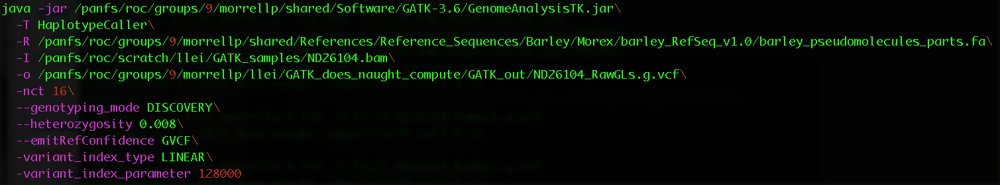 java -jar /panfs/roc/groups/9/morrellp/shared/Software/GATK-3.6/GenomeAnalysisTK.jar\
-T HaplotypeCaller\
-R /panfs/roc/groups/9/morrellp/shared/References/Reference_Sequences/Barley/Morex/barley_RefSeq_v1.0/barley_pseudomolecules_parts.fa\
-I /panfs/roc/scratch/llei/GATK_samples/ND26104.bam\
-o /panfs/roc/groups/9/morrellp/llei/GATK_does_naught_compute/GATK_out/ND26104_RawGLs.g.vcf\
-nct 16\
--genotyping_mode DISCOVERY\
--heterozygosity 0.008\
--emitRefConfidence GVCF\
-variant_index_type LINEAR\
-variant_index_parameter 128000